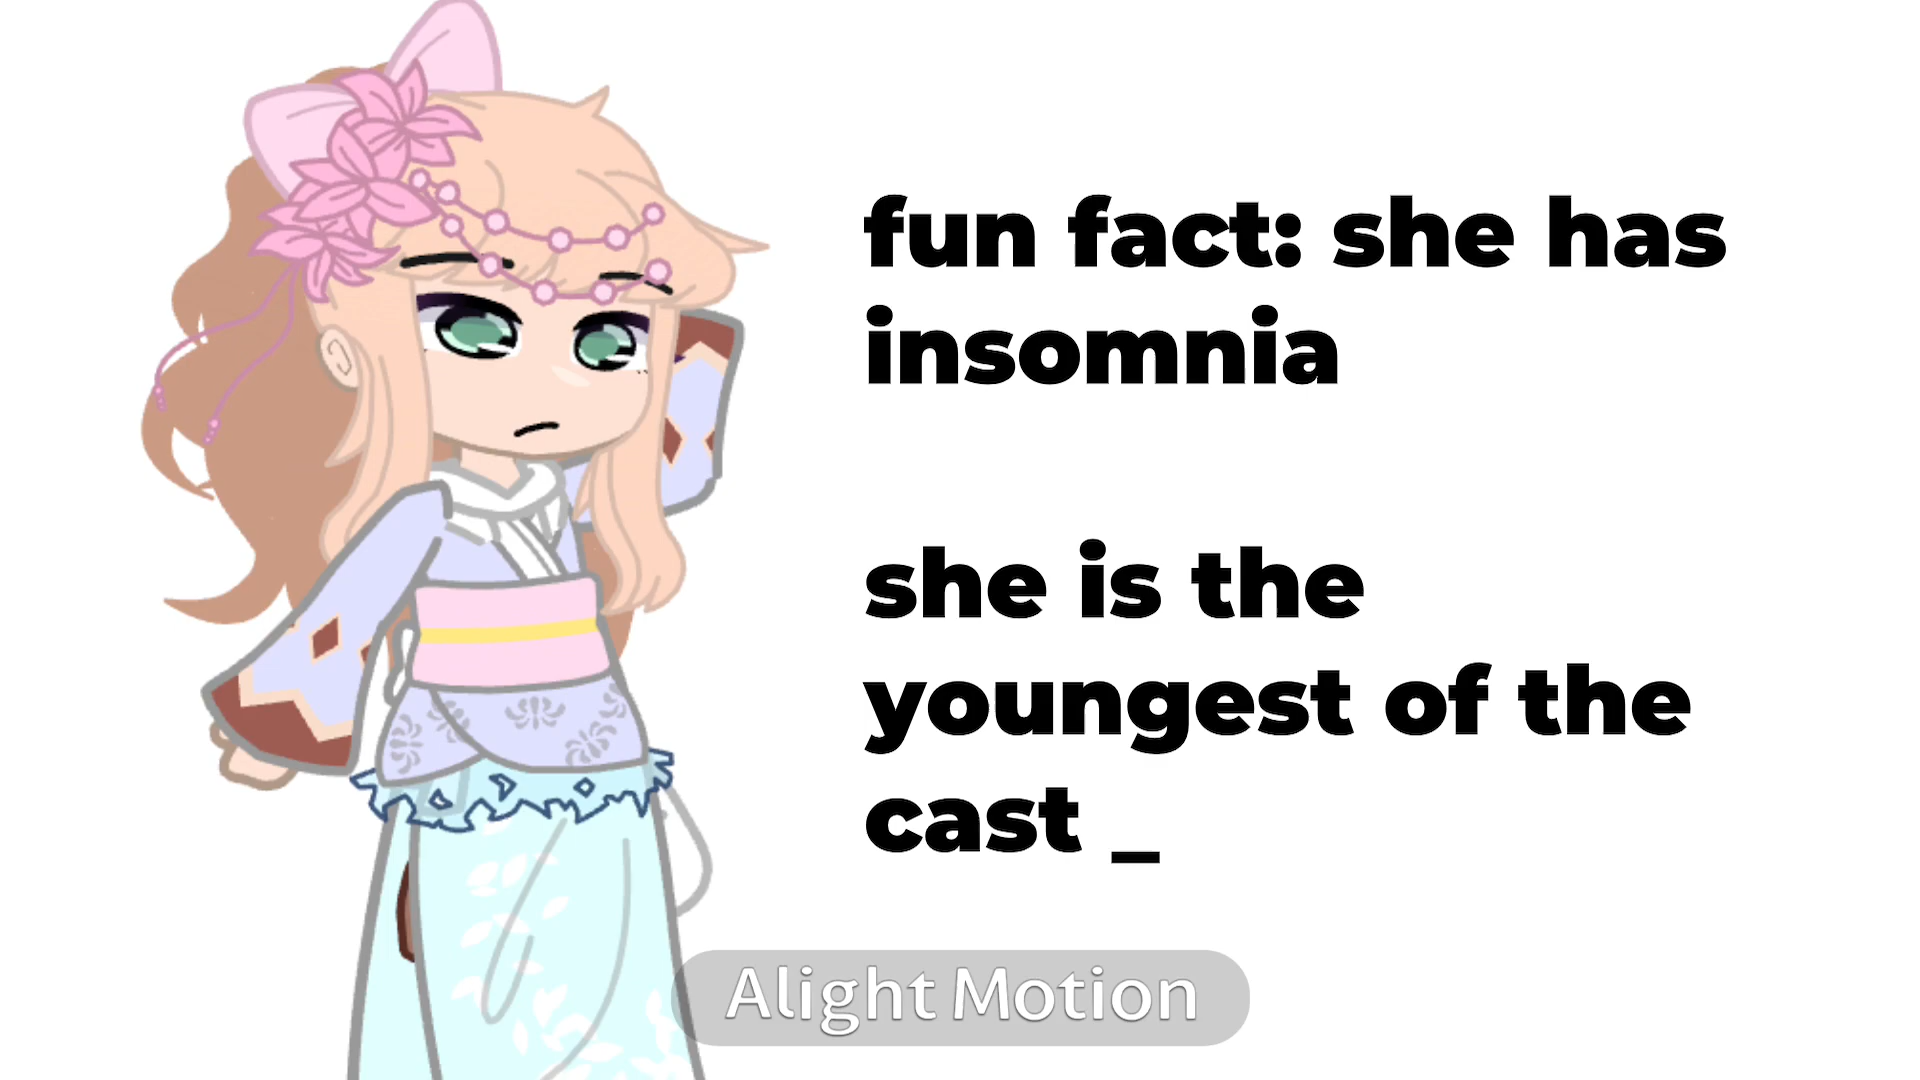 fun fact: she has
insomnia
she is the
youngest of the
cast _
Alight Motion